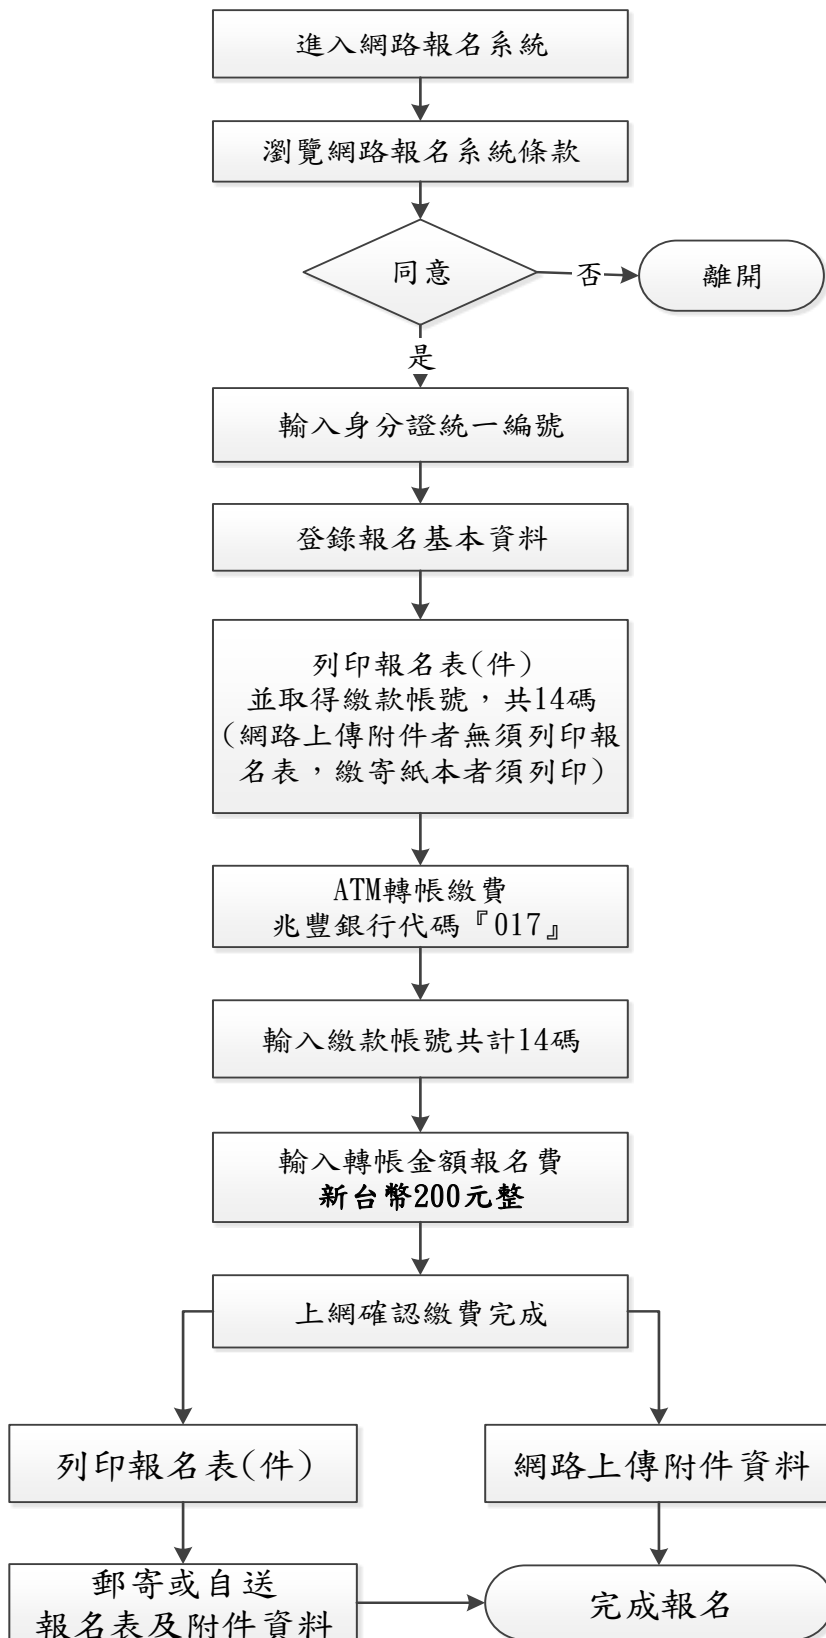 進入網路報名系統
瀏覽網路報名系統條款
同意
否
離開
是
輸入身分證統一編號
登錄報名基本資料
列印報名表(件)
並取得繳款帳號，共14碼
(網路上傳附件者無須列印報
名表，繳寄紙本者須列印)
ATM轉帳繳費
兆豐銀行代碼『017』
輸入繳款帳號共計14碼
輸入轉帳金額報名費
新台幣200元整
上網確認繳費完成
列印報名表(件)
網路上傳附件資料
郵寄或自送
報名表及附件資料
完成報名